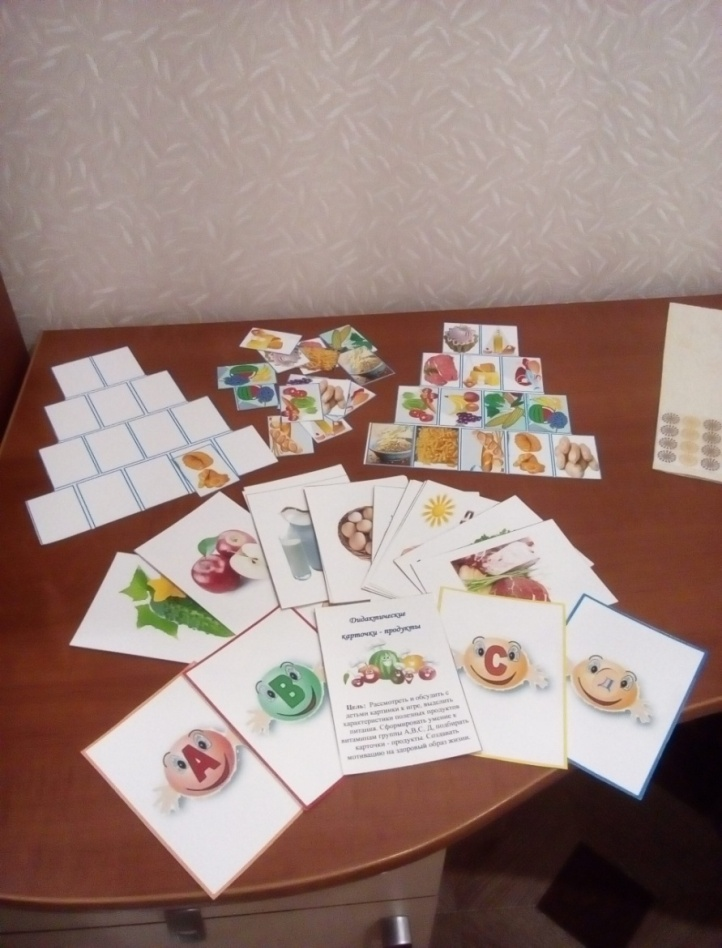 Дидактические
карточки - продукты
Цель: Рассмотреть и обсудить с
детьми картинки к игре, выделить
характеристики полезных продуктов
питания. Сформировать умение к
витаминам группы А,В,С, Д, подбирать
карточки - продукты. Создавать
мотивацию на здоровый образ жизни.
А
В
С
Д